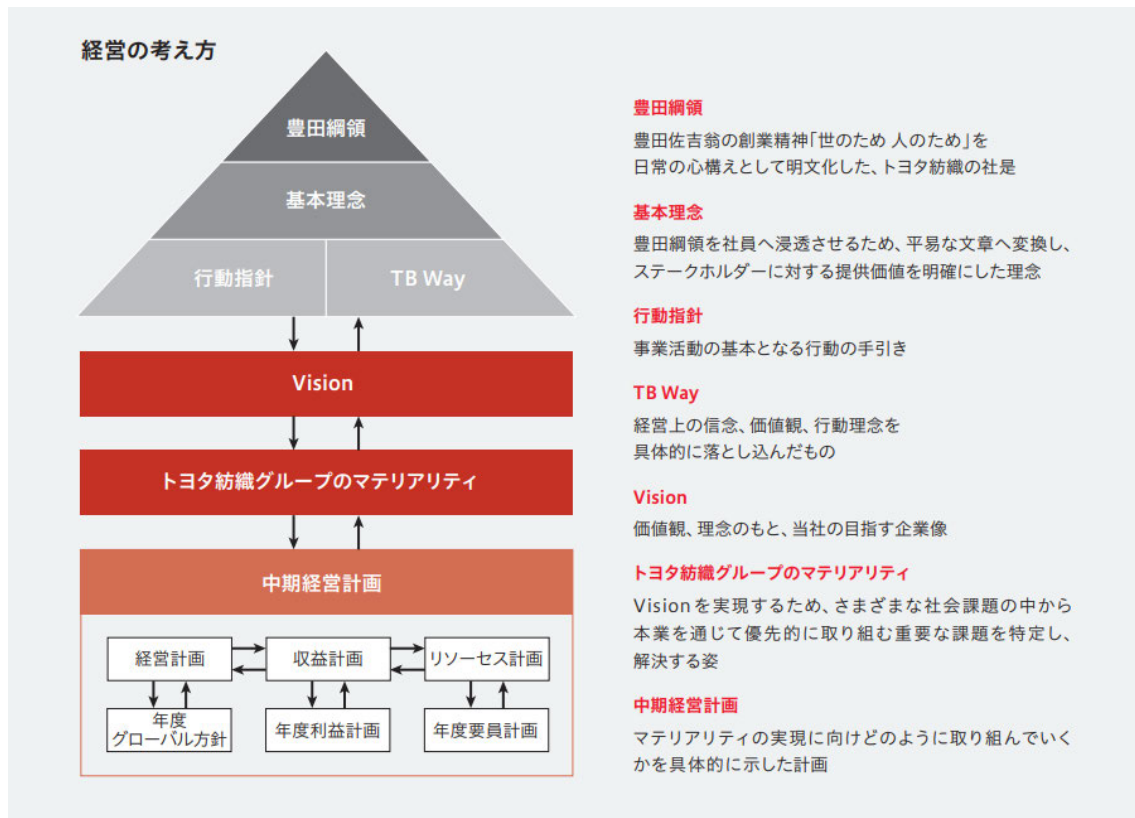 経営の考え方
豊田綱領
基本理念
行動指針
TB Way
Vision
トヨタ紡織グループのマテリアリティ
中期経営計画
経営計画
収益計画
リソーセス計画
年度
グローバル方針
年度利益計画
年度要員計画
豊田綱領
豊田佐吉翁の創業精神「世のため 人のため」を
日常の心構えとして明文化した、トヨタ紡織の社是
基本理念
豊田綱領を社員へ浸透させるため、平易な文章へ変換し、
ステークホルダーに対する提供価値を明確にした理念
行動指針
事業活動の基本となる行動の手引き
TB Way
経営上の信念、価値観、行動理念を
具体的に落とし込んだもの
Vision
価値観、理念のもと、当社の目指す企業像
トヨタ紡織グループのマテリアリティ
Visionを実現するため、さまざまな社会課題の中から
本業を通じて優先的に取り組む重要な課題を特定し、
解決する姿
中期経営計画
マテリアリティの実現に向けどのように取り組んでいく
かを具体的に示した計画